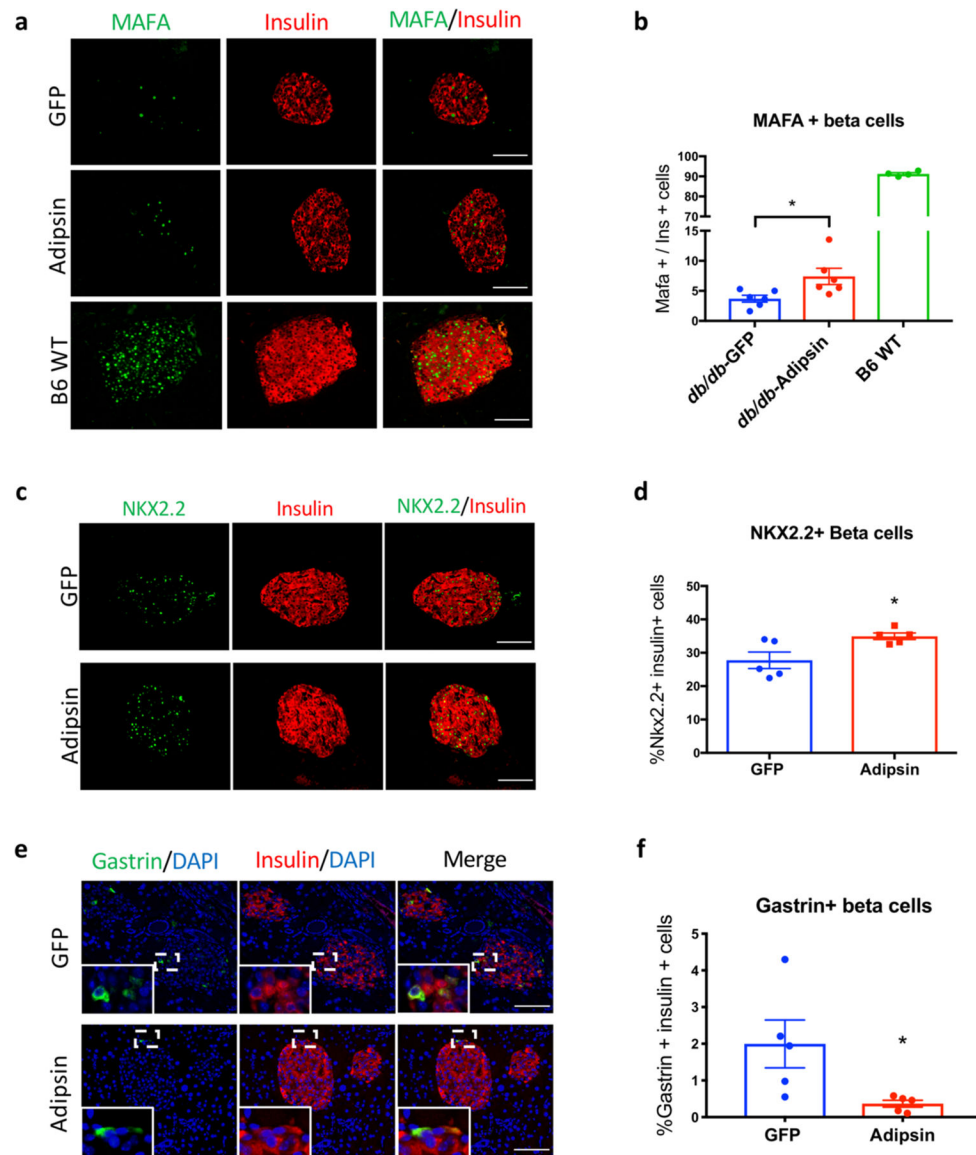 a
MAFA Insulin MAFA/Insulin
GFP
Adipsin
B6 WT
b
MAFA + beta cells
Mafa + / Ins + cells
100
90
80
70
15
10
5
0
*
db/db-GFP
db/db-Adipsin
B6 WT
c
NKX2.2 Insulin NKX2.2/Insulin
GFP
Adipsin
d
NKX2.2+ Beta cells
%Nkx2.2+ insulin+ cells
50
40
30
20
10
0
*
GFP Adipsin
e
Gastrin/DAPI Insulin/DAPI Merge
GFP
Adipsin
f
Gastrin+ beta cells
%Gastrin + insulin + cells
5
4
3
2
1
0
*
GFP Adipsin